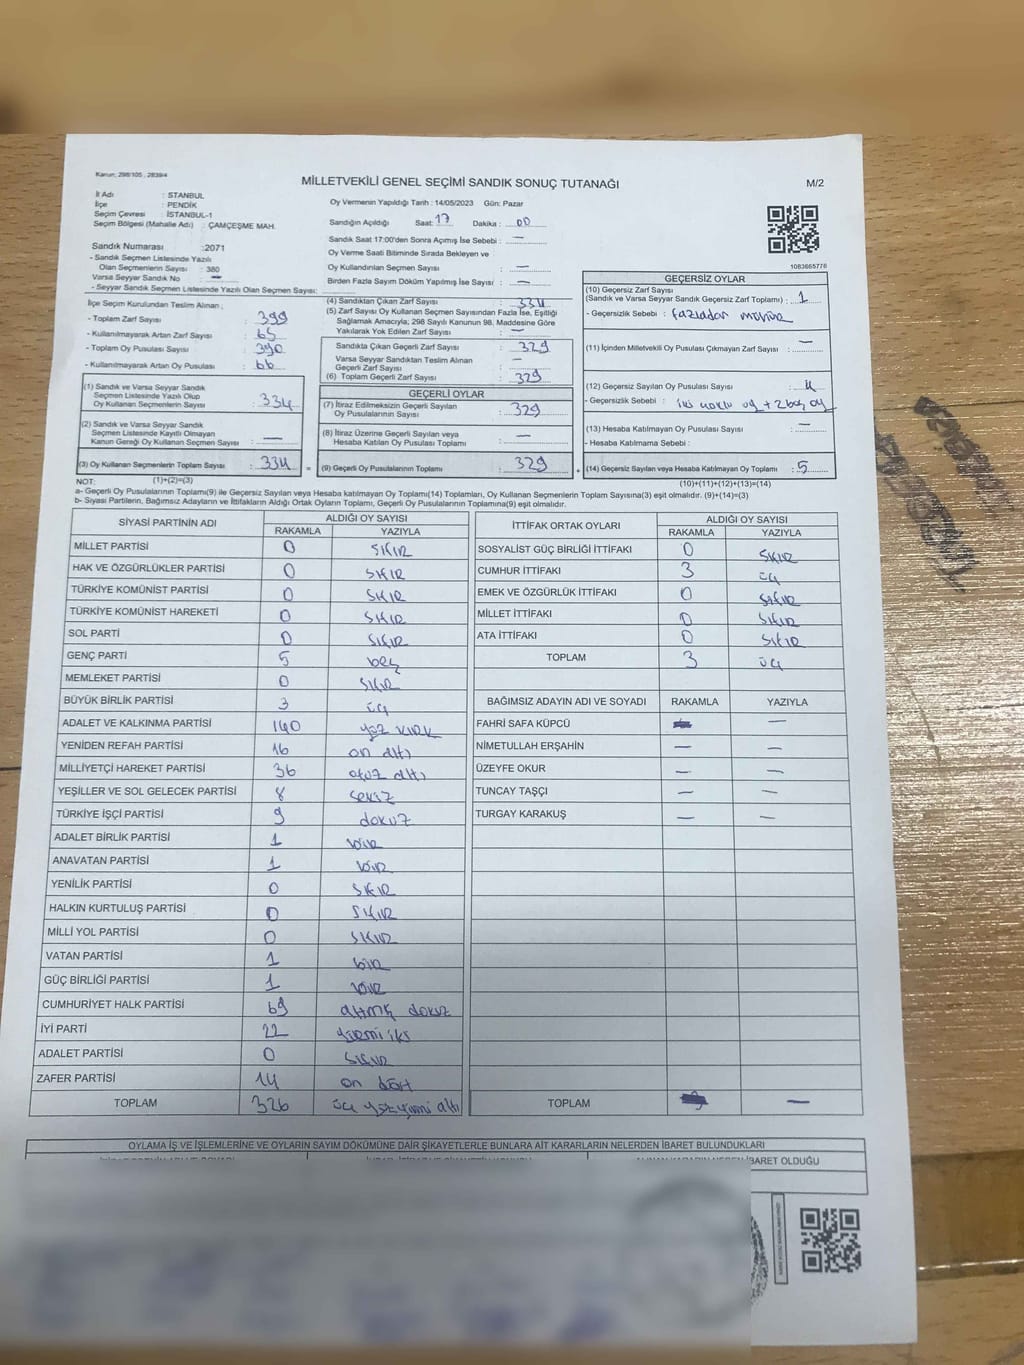 Kanun; 298/105 , 2839/4
MİLLETVEKİLİ GENEL SEÇİMİ SANDIK SONUÇ TUTANAĞI
M/2
İl Adı : İSTANBUL
İlçe : PENDİK
Seçim Çevresi : İSTANBUL-1
Seçim Bölgesi (Mahalle Adı) : ÇAMÇEŞME MAH.
Sandık Numarası :2071
- Sandık Seçmen Listesinde Yazılı
Olan Seçmenlerin Sayısı : 380
Varsa Seyyar Sandık No : —
- Seyyar Sandık Seçmen Listesinde Yazılı Olan Seçmen Sayısı:
Oy Vermenin Yapıldığı Tarih : 14/05/2023 Gün: Pazar
Sandığın Açıldığı Saat: 17 Dakika : 00
Sandık Saat 17:00'den Sonra Açımış İse Sebebi : —
Oy Verme Saati Bitiminde Sırada Bekleyen ve
Oy Kullandırılan Seçmen Sayısı : —
Birden Fazla Sayım Döküm Yapılmış İse Sayısı : —
1083665776
İlçe Seçim Kurulundan Teslim Alınan ;
- Toplam Zarf Sayısı : 399
- Kullanılmayarak Artan Zarf Sayısı : 65
- Toplam Oy Pusulası Sayısı : 390
- Kullanılmayarak Artan Oy Pusulası : 66
(1) Sandık ve Varsa Seyyar Sandık
Seçmen Listesinde Yazılı Olup
Oy Kullanan Seçmenlerin Sayısı : 334
(2) Sandık ve Varsa Seyyar Sandık
Seçmen Listesinde Kayıtlı Olmayan
Kanun Gereği Oy Kullanan Seçmen Sayısı : —
(3) Oy Kullanan Seçmenlerin Toplam Sayısı : 334 =
(4) Sandıktan Çıkan Zarf Sayısı : 334
(5) Zarf Sayısı Oy Kullanan Seçmen Sayısından Fazla İse, Eşitliği
Sağlamak Amacıyla, 298 Sayılı Kanunun 98. Maddesine Göre
Yakılarak Yok Edilen Zarf Sayısı : —
Sandıkta Çıkan Geçerli Zarf Sayısı : 329
Varsa Seyyar Sandıktan Teslim Alınan
Geçerli Zarf Sayısı : —
(6) Toplam Geçerli Zarf Sayısı : 329
GEÇERLİ OYLAR
(7) İtiraz Edilmeksizin Geçerli Sayılan
Oy Pusulalarının Sayısı : 329
(8) İtiraz Üzerine Geçerli Sayılan veya
Hesaba Katılan Oy Pusulası Toplamı : —
(9) Geçerli Oy Pusulalarının Toplamı : 329 +
GEÇERSİZ OYLAR
(10) Geçersiz Zarf Sayısı
(Sandık ve Varsa Seyyar Sandık Geçersiz Zarf Toplamı) : 1
- Geçersizlik Sebebi : fazladan mühür
(11) İçinden Milletvekili Oy Pusulası Çıkmayan Zarf Sayısı : —
(12) Geçersiz Sayılan Oy Pusulası Sayısı : 4
- Geçersizlik Sebebi : iki noktu oy + 2 boş oy
(13) Hesaba Katılmayan Oy Pusulası Sayısı : —
- Hesaba Katılmama Sebebi :
(14) Geçersiz Sayılan veya Hesaba Katılmayan Oy Toplamı : 5
NOT: (1)+(2)=(3) (10)+(11)+(12)+(13)=(14)
a- Geçerli Oy Pusulalarının Toplamı(9) ile Geçersiz Sayılan veya Hesaba katılmayan Oy Toplamı(14) Toplamları, Oy Kullanan Seçmenlerin Toplam Sayısına(3) eşit olmalıdır. (9)+(14)=(3)
b- Siyasi Partilerin, Bağımsız Adayların ve İttifakların Aldığı Ortak Oyların Toplamı, Geçerli Oy Pusulalarının Toplamına(9) eşit olmalıdır.
SİYASİ PARTİNİN ADI ALDIĞI OY SAYISI
RAKAMLA YAZIYLA
MİLLET PARTİSİ 0 sıfır
HAK VE ÖZGÜRLÜKLER PARTİSİ 0 sıfır
TÜRKİYE KOMÜNİST PARTİSİ 0 sıfır
TÜRKİYE KOMÜNİST HAREKETİ 0 sıfır
SOL PARTİ 0 sıfır
GENÇ PARTİ 5 beş
MEMLEKET PARTİSİ 0 sıfır
BÜYÜK BİRLİK PARTİSİ 3 üç
ADALET VE KALKINMA PARTİSİ 140 yüz kırk
YENİDEN REFAH PARTİSİ 16 on altı
MİLLİYETÇİ HAREKET PARTİSİ 36 otuz altı
YEŞİLLER VE SOL GELECEK PARTİSİ 8 sekiz
TÜRKİYE İŞÇİ PARTİSİ 9 dokuz
ADALET BİRLİK PARTİSİ 1 bir
ANAVATAN PARTİSİ 1 bir
YENİLİK PARTİSİ 0 sıfır
HALKIN KURTULUŞ PARTİSİ 0 sıfır
MİLLİ YOL PARTİSİ 0 sıfır
VATAN PARTİSİ 1 bir
GÜÇ BİRLİĞİ PARTİSİ 1 bir
CUMHURİYET HALK PARTİSİ 69 altmış dokuz
İYİ PARTİ 22 yirmi iki
ADALET PARTİSİ 0 sıfır
ZAFER PARTİSİ 14 on dört
TOPLAM 326 üç yüz yirmi altı
İTTİFAK ORTAK OYLARI ALDIĞI OY SAYISI
RAKAMLA YAZIYLA
SOSYALİST GÜÇ BİRLİĞİ İTTİFAKI 0 sıfır
CUMHUR İTTİFAKI 3 üç
EMEK VE ÖZGÜRLÜK İTTİFAKI 0 sıfır
MİLLET İTTİFAKI 0 sıfır
ATA İTTİFAKI 0 sıfır
TOPLAM 3 üç
BAĞIMSIZ ADAYIN ADI VE SOYADI RAKAMLA YAZIYLA
FAHRİ SAFA KÜPCÜ —
NİMETULLAH ERŞAHİN — —
ÜZEYFE OKUR — —
TUNCAY TAŞÇI — —
TURGAY KARAKUŞ — —
TOPLAM —
OYLAMA İŞ VE İŞLEMLERİNE VE OYLARIN SAYIM DÖKÜMÜNE DAİR ŞİKAYETLERLE BUNLARA AİT KARARLARIN NELERDEN İBARET BULUNDUKLARI
İBARET OLDUĞU